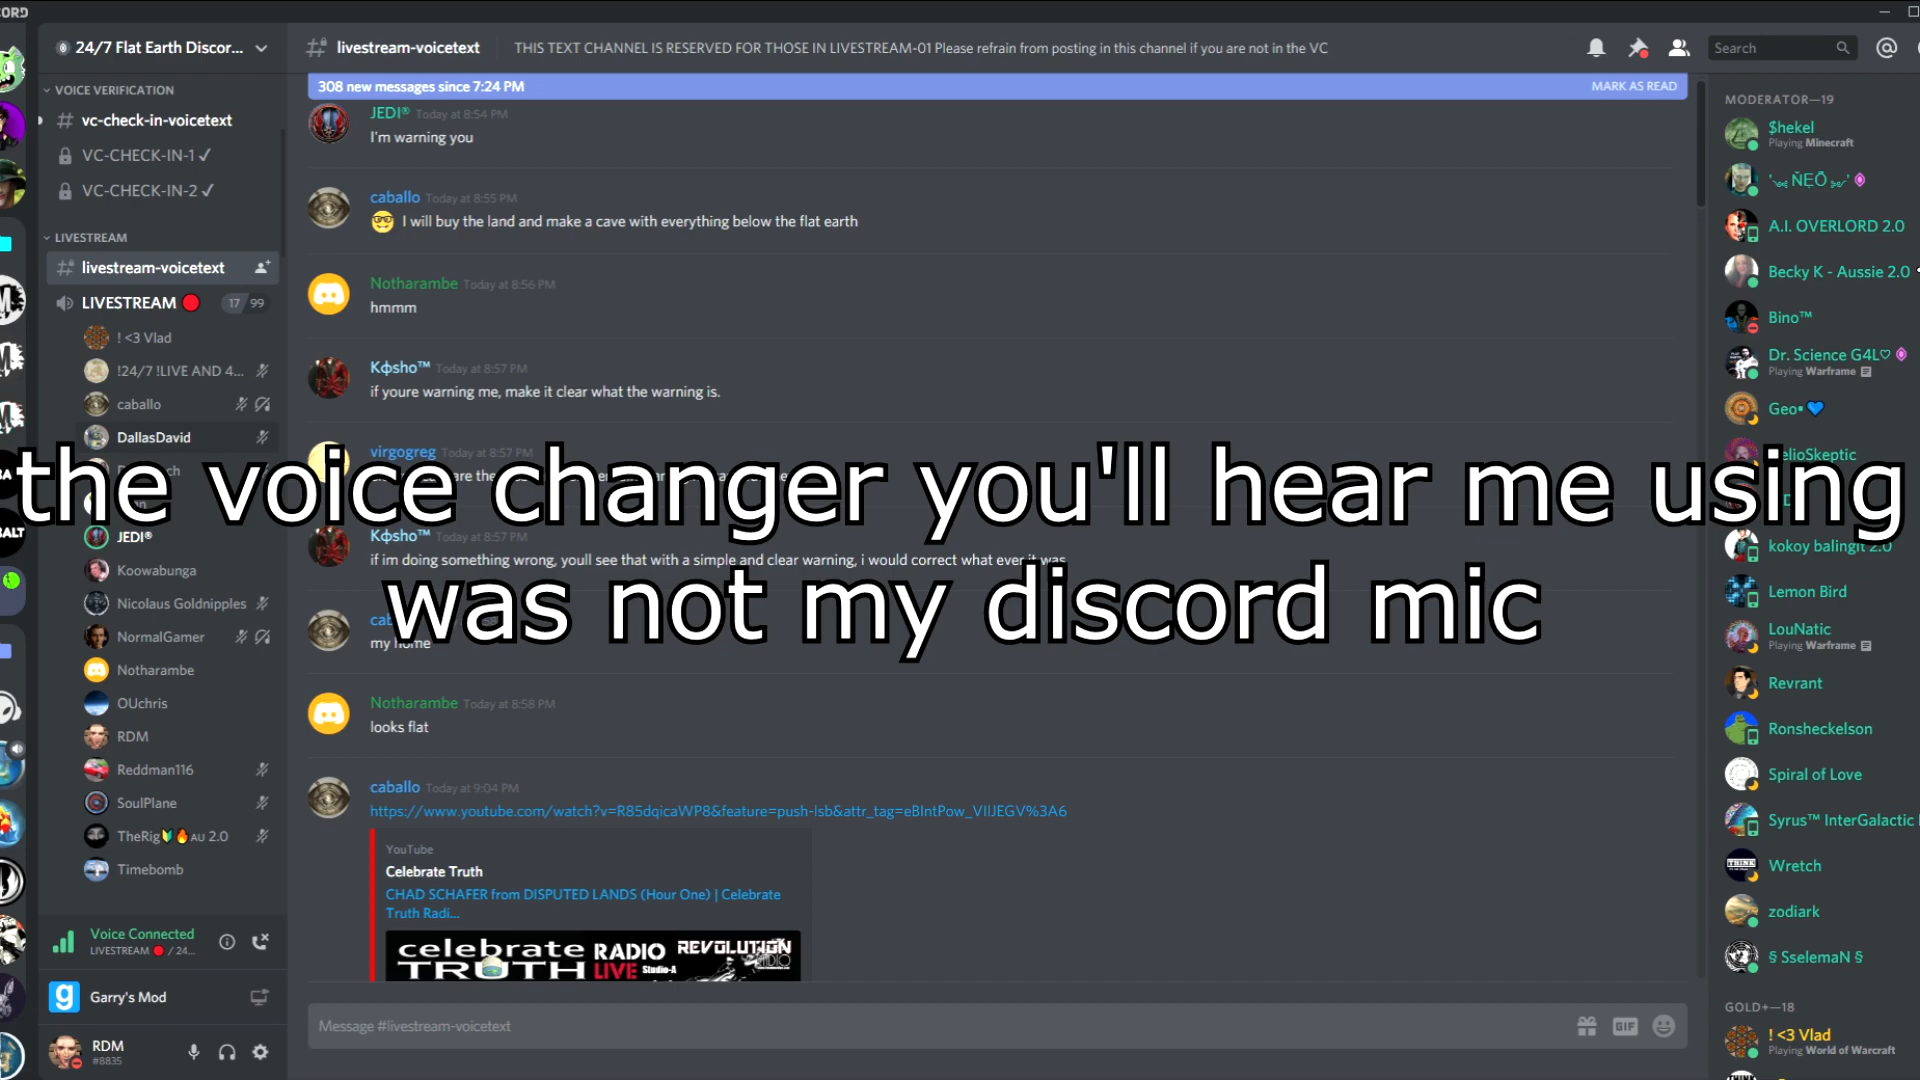 24/7 Flat Earth Discor...
livestream-voicetext
THIS TEXT CHANNEL IS RESERVED FOR THOSE IN LIVESTREAM-01 Please refrain from posting in this channel if you are not in the VC
Search
VOICE VERIFICATION
vc-check-in-voicetext
VC-CHECK-IN-1
VC-CHECK-IN-2
LIVESTREAM
livestream-voicetext
LIVESTREAM 17 99
! <3 Vlad
!24/7 !LIVE AND 4...
caballo
DallasDavid
JEDI®
Koowabunga
Nicolaus Goldnipples
NormalGamer
Notharambe
OUchris
RDM
Reddman116
SoulPlane
TheRig AU 2.0
Timebomb
Voice Connected
LIVESTREAM / 24...
Garry's Mod
RDM
#8835
308 new messages since 7:24 PM MARK AS READ
JEDI® Today at 8:54 PM
I'm warning you
caballo Today at 8:55 PM
I will buy the land and make a cave with everything below the flat earth
Notharambe Today at 8:56 PM
hmmm
Kфsho™ Today at 8:57 PM
if youre warning me, make it clear what the warning is.
virgogreg Today at 8:57 PM
the voice changer you'll hear me using
was not my discord mic
Kфsho™ Today at 8:57 PM
if im doing something wrong, youll see that with a simple and clear warning, i would correct what ever it was
my home
Notharambe Today at 8:58 PM
looks flat
caballo Today at 9:04 PM
https://www.youtube.com/watch?v=R85dqicaWP8&feature=push-lsb&attr_tag=eBIntPow_VIlJEGV%3A6
YouTube
Celebrate Truth
CHAD SCHAFER from DISPUTED LANDS (Hour One) | Celebrate
Truth Radi...
celebrate TRUTH RADIO LIVE Studio-A REVOLUTION RADIO
Message #livestream-voicetext
GIF
MODERATOR—19
$hekel
Playing Minecraft
A.I. OVERLORD 2.0
Becky K - Aussie 2.0
Bino™
Dr. Science G4L♡
Playing Warframe
Geo•
kokoy balingit 2.0
Lemon Bird
LouNatic
Playing Warframe
Revrant
Ronsheckelson
Spiral of Love
Syrus™ InterGalactic
Wretch
zodiark
§ SselemaN §
GOLD+—18
! <3 Vlad
Playing World of Warcraft